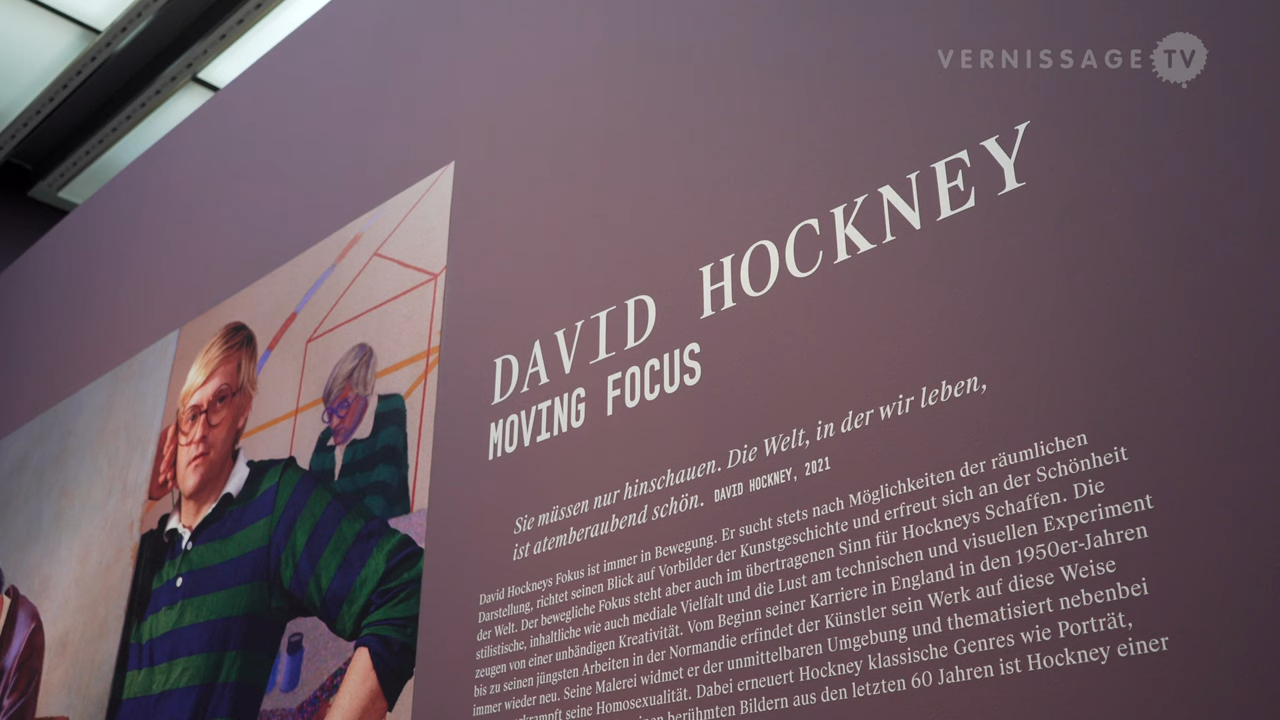 VERNISSAGE TV
DAVID HOCKNEY
MOVING FOCUS
Sie müssen nur hinschauen. Die Welt, in der wir leben,
ist atemberaubend schön. DAVID HOCKNEY, 2021
David Hockneys Fokus ist immer in Bewegung. Er sucht stets nach Möglichkeiten der räumlichen
Darstellung, richtet seinen Blick auf Vorbilder der Kunstgeschichte und erfreut sich an der Schönheit
der Welt. Der bewegliche Fokus steht aber auch im übertragenen Sinn für Hockneys Schaffen. Die
stilistische, inhaltliche wie auch mediale Vielfalt und die Lust am technischen und visuellen Experiment
zeugen von einer unbändigen Kreativität. Vom Beginn seiner Karriere in England in den 1950er-Jahren
bis zu seinen jüngsten Arbeiten in der Normandie erfindet der Künstler sein Werk auf diese Weise
immer wieder neu. Seine Malerei widmet er der unmittelbaren Umgebung und thematisiert nebenbei
seine Homosexualität. Dabei erneuert Hockney klassische Genres wie Porträt,
berühmten Bildern aus den letzten 60 Jahren ist Hockney einer